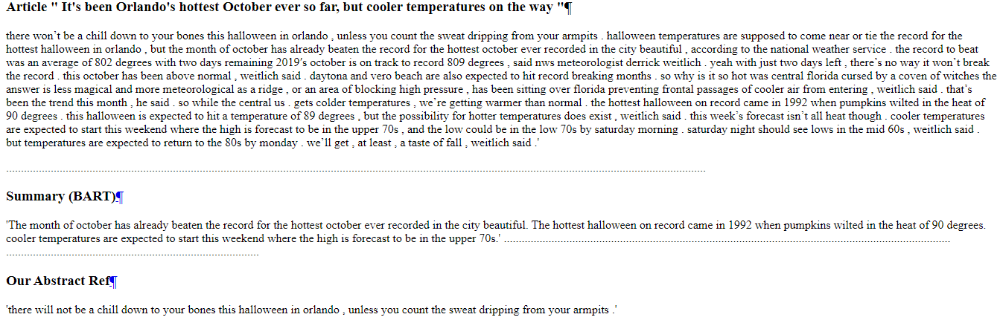 Article " It's been Orlando's hottest October ever so far, but cooler temperatures on the way "¶
there won't be a chill down to your bones this halloween in orlando , unless you count the sweat dripping from your armpits . halloween temperatures are supposed to come near or tie the record for the
hottest halloween in orlando , but the month of october has already beaten the record for the hottest october ever recorded in the city beautiful , according to the national weather service . the record to beat
was an average of 802 degrees with two days remaining 2019's october is on track to record 809 degrees , said nws meteorologist derrick weitlich . yeah with just two days left , there's no way it won't break
the record . this october has been above normal , weitlich said . daytona and vero beach are also expected to hit record breaking months . so why is it so hot was central florida cursed by a coven of witches the
answer is less magical and more meteorological as a ridge , or an area of blocking high pressure , has been sitting over florida preventing frontal passages of cooler air from entering , weitlich said . that's
been the trend this month , he said . so while the central us . gets colder temperatures , we're getting warmer than normal . the hottest halloween on record came in 1992 when pumpkins wilted in the heat of
90 degrees . this halloween is expected to hit a temperature of 89 degrees , but the possibility for hotter temperatures does exist , weitlich said . this week's forecast isn't all heat though . cooler temperatures
are expected to start this weekend where the high is forecast to be in the upper 70s , and the low could be in the low 70s by saturday morning . saturday night should see lows in the mid 60s , weitlich said .
but temperatures are expected to return to the 80s by monday . we'll get , at least , a taste of fall , weitlich said .'
Summary (BART)¶
'The month of october has already beaten the record for the hottest october ever recorded in the city beautiful. The hottest halloween on record came in 1992 when pumpkins wilted in the heat of 90 degrees.
cooler temperatures are expected to start this weekend where the high is forecast to be in the upper 70s.'
Our Abstract Ref¶
'there will not be a chill down to your bones this halloween in orlando , unless you count the sweat dripping from your armpits .'